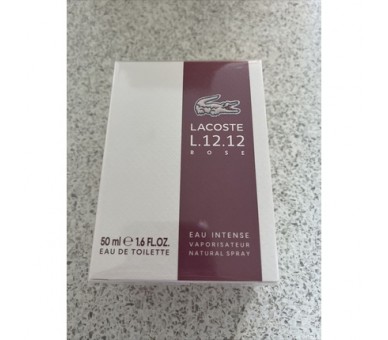 LACOSTE
L.12.12
ROSE
50 ml ℮ 1.6 FL.OZ.
EAU DE TOILETTE
EAU INTENSE
VAPORISATEUR
NATURAL SPRAY